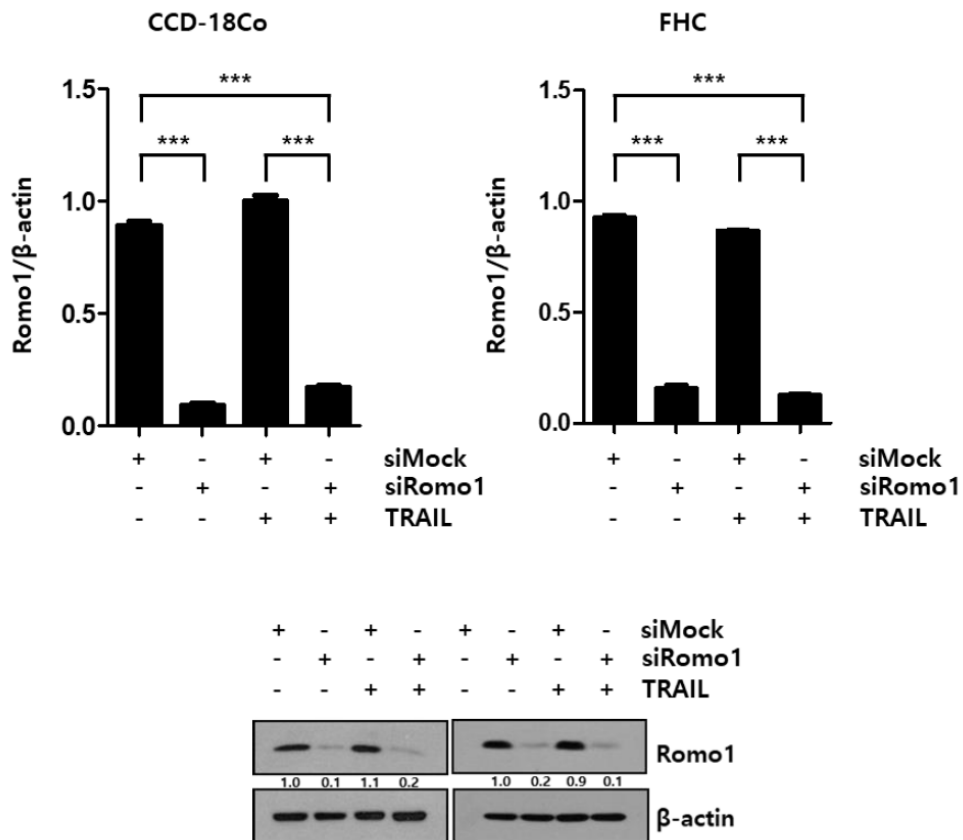 CCD-18Co
***
*** ***
1.5
1.0
0.5
0.0
Romo1/β-actin
+ - + - siMock
- + - + siRomo1
- - + + TRAIL
FHC
***
*** ***
1.5
1.0
0.5
0.0
Romo1/β-actin
+ - + - siMock
- + - + siRomo1
- - + + TRAIL
+ - + - + - + - siMock
- + - + - + - + siRomo1
- - + + - - + + TRAIL
Romo1
1.0 0.1 1.1 0.2 1.0 0.2 0.9 0.1
β-actin